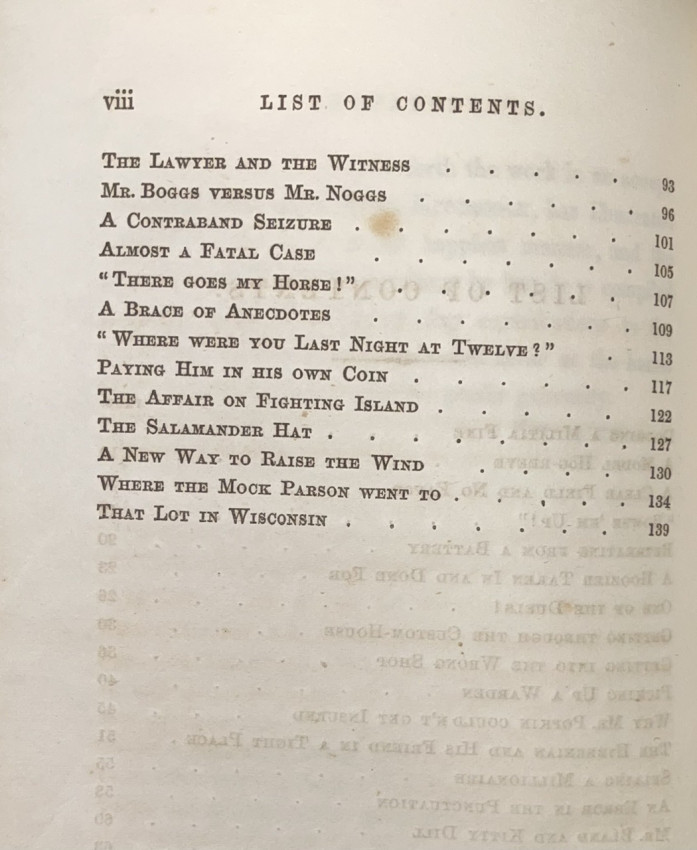 viii LIST OF CONTENTS.
THE LAWYER AND THE WITNESS . . . . . 93
MR. BOGGS VERSUS MR. NOGGS . . . . . 96
A CONTRABAND SEIZURE . . . . . . . 101
ALMOST A FATAL CASE . . . . . . . 105
"THERE GOES MY HORSE!" . . . . . . 107
A BRACE OF ANECDOTES . . . . . . . 109
"WHERE WERE YOU LAST NIGHT AT TWELVE?" . 113
PAYING HIM IN HIS OWN COIN . . . . . . 117
THE AFFAIR ON FIGHTING ISLAND . . . . . 122
THE SALAMANDER HAT . . . . . . . 127
A NEW WAY TO RAISE THE WIND . . . . 130
WHERE THE MOCK PARSON WENT TO . . . . . 134
THAT LOT IN WISCONSIN . . . . . . . 139